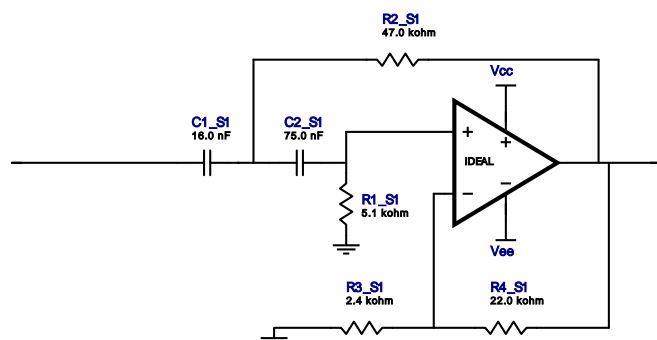 R2_S1
47.0 kohm
Vcc
C1_S1
16.0 nF
C2_S1
75.0 nF
+
+
IDEAL
−
−
R1_S1
5.1 kohm
Vee
R3_S1
2.4 kohm
R4_S1
22.0 kohm